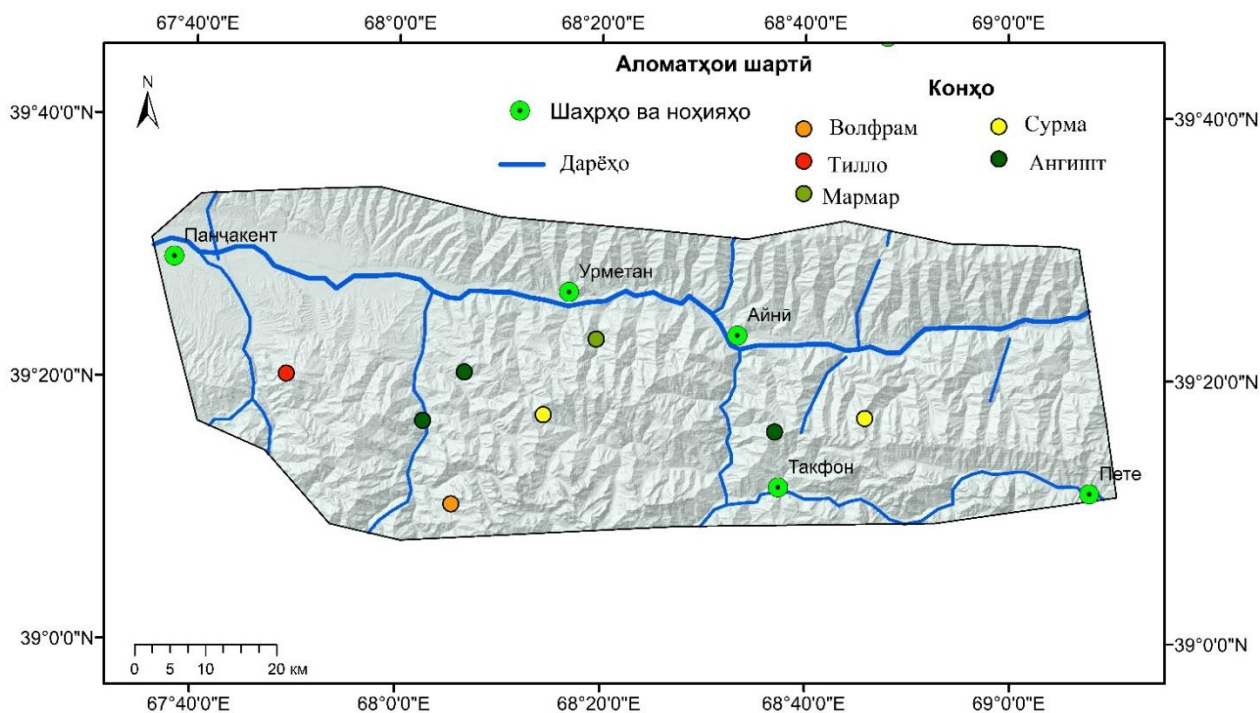 67°40'0"E 68°0'0"E 68°20'0"E 68°40'0"E 69°0'0"E
N
Аломатҳои шартӣ
Шаҳрҳо ва ноҳияҳо
Дарёҳо
Конҳо
Волфрам
Тилло
Мармар
Сурма
Ангишт
39°40'0"N
39°40'0"N
Панҷакент
Урметан
Айнӣ
39°20'0"N
39°20'0"N
Такфон
Пете
39°0'0"N
39°0'0"N
0 5 10 20 км
67°40'0"E 68°0'0"E 68°20'0"E 68°40'0"E 69°0'0"E